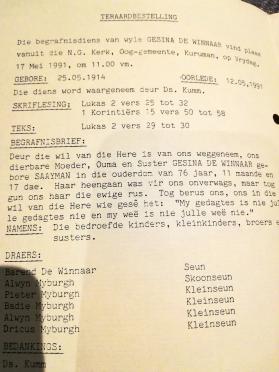 TERAARDBESTELLING
Die begrafnisdiens van wyle GESINA DE WINNAAR vind plaas
vanuit die N.G. Kerk, Oog-gemeente, Kuruman, op Vrydag,
17 Mei 1991, om 11.00 vm.
GEBORE: 25.05.1914 OORLEDE: 12.05.1991
Die diens word waargeneem deur Ds. Kumm.
SKRIFLESING: Lukas 2 vers 25 tot 32
1 Korintiërs 15 vers 50 tot 58
TEKS: Lukas 2 vers 29 tot 30
BEGRAFNISBRIEF:
Deur die wil van die Here is van ons weggeneem, ons
dierbare Moeder, Ouma en Suster GESINA DE WINNAAR ge-
bore SAAYMAN in die ouderdom van 76 jaar, 11 maande en
17 dae. Haar heengaan was vir ons onverwags, maar tog
gun ons haar die ewige rus. Tog berus ons, ons in die
wil van die Here wie gesê het: "My gedagtes is nie jul
le gedagtes nie en my weë is nie julle weë nie."
NAMENS: Die bedroefde kinders, kleinkinders, broers e
susters.
DRAERS:
Barend De Winnaar Seun
Alwyn Myburgh Skoonseun
Pieter Myburgh Kleinseun
Badie Myburgh Kleinseun
Alwyn Myburgh Kleinseun
Dricus Myburgh Kleinseun
BEDANKINGS:
Ds. Kumm